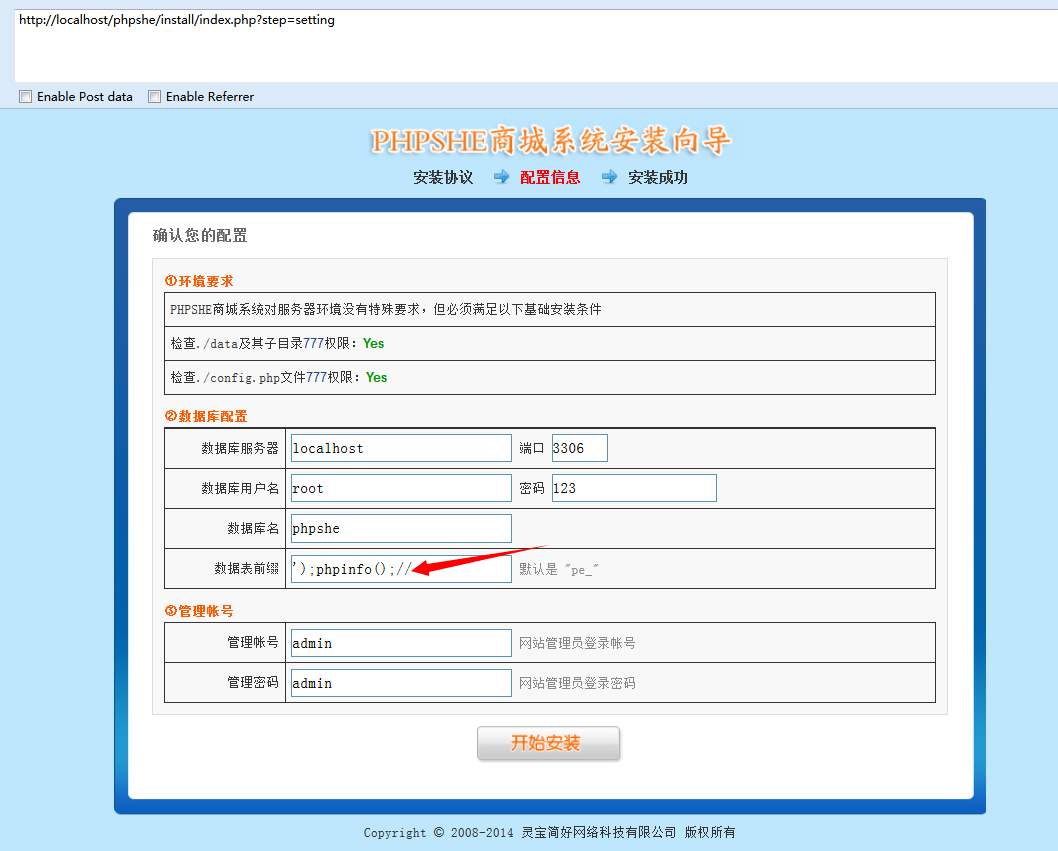 http://localhost/phpshe/install/index.php?step=setting
Enable Post data Enable Referrer
PHPSHE商城系统安装向导
安装协议 配置信息 安装成功
确认您的配置
①环境要求
PHPSHE商城系统对服务器环境没有特殊要求，但必须满足以下基础安装条件
检查./data及其子目录777权限：Yes
检查./config.php文件777权限：Yes
②数据库配置
数据库服务器 localhost 端口 3306
数据库用户名 root 密码 123
数据库名 phpshe
数据表前缀 ');phpinfo();// 默认是 "pe_"
③管理帐号
管理帐号 admin 网站管理员登录帐号
管理密码 admin 网站管理员登录密码
开始安装
Copyright © 2008-2014 灵宝简好网络科技有限公司 版权所有